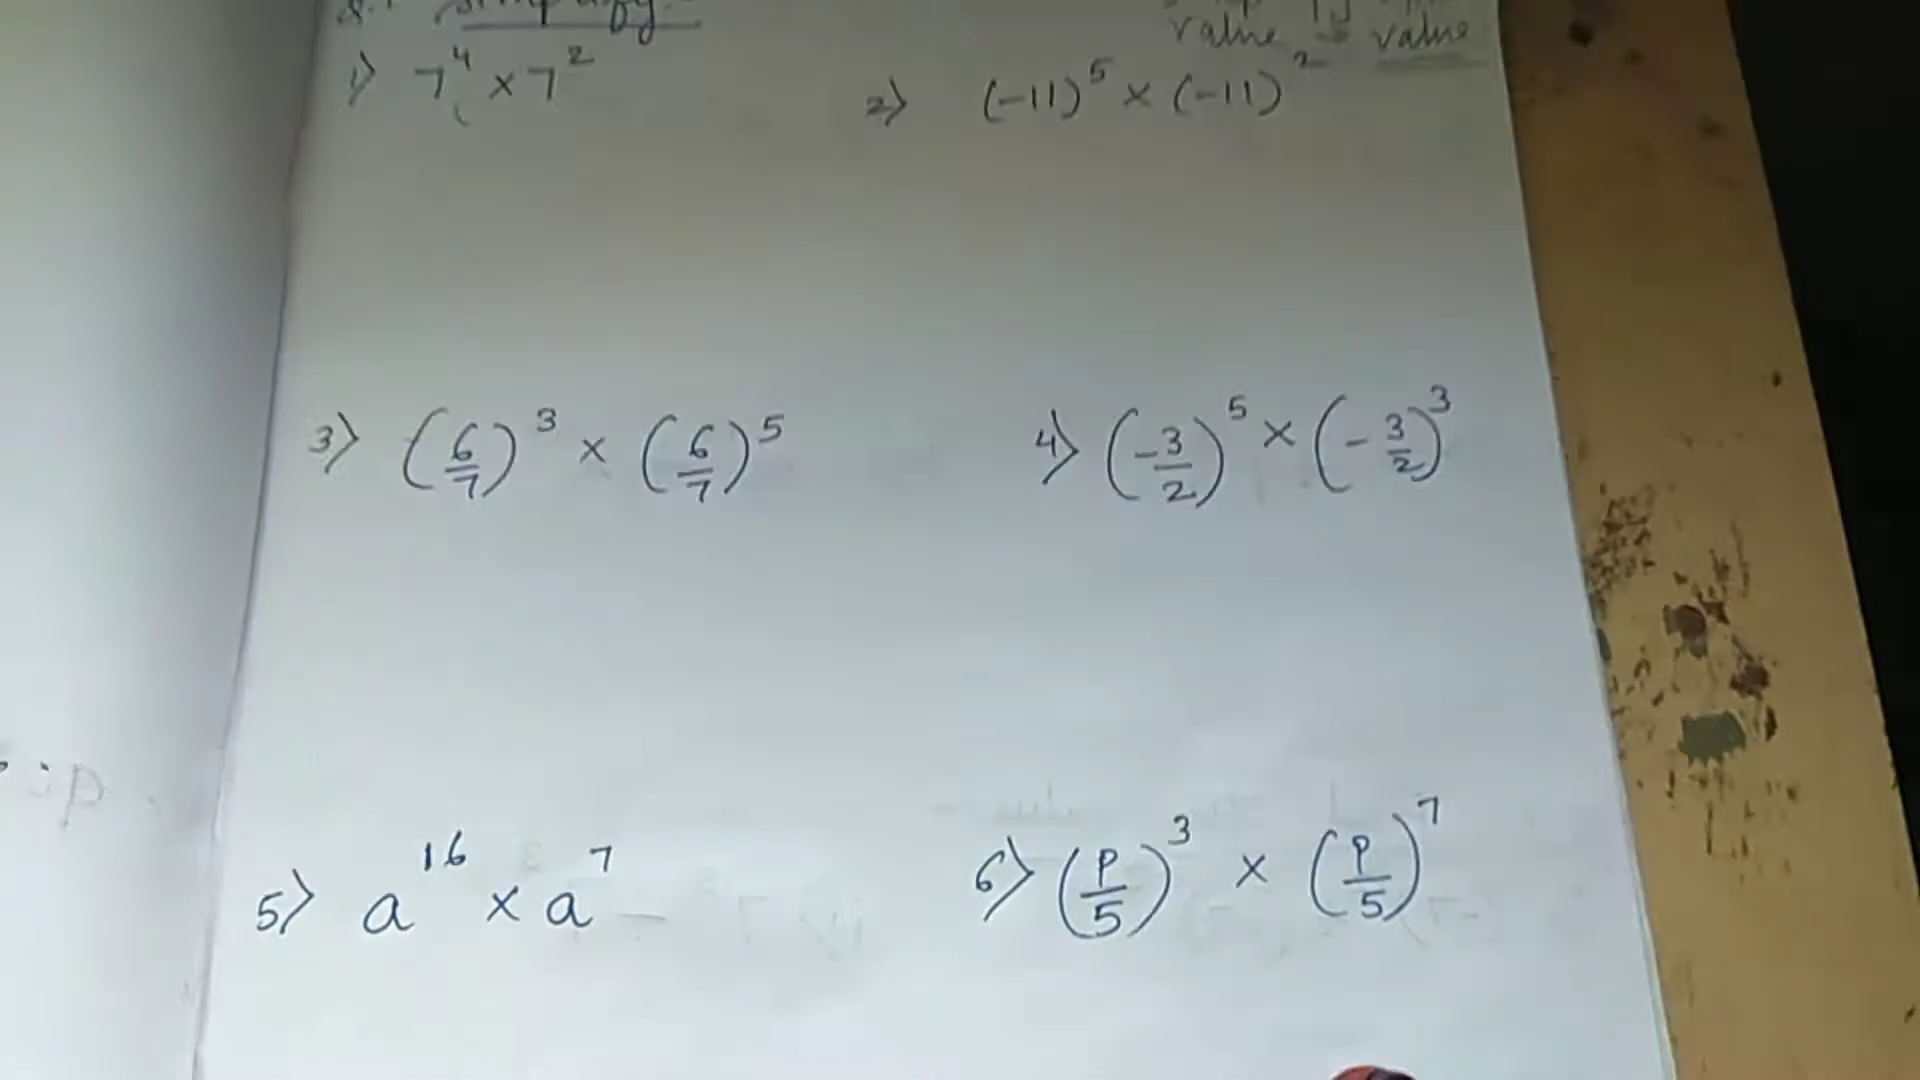 Simplify
value value
1) 7⁴ × 7²
2) (-11)⁵ × (-11)²
3) (6/7)³ × (6/7)⁵
4) (-3/2)⁵ × (-3/2)³
5) a¹⁶ × a⁷
6) (p/5)³ × (p/5)⁷